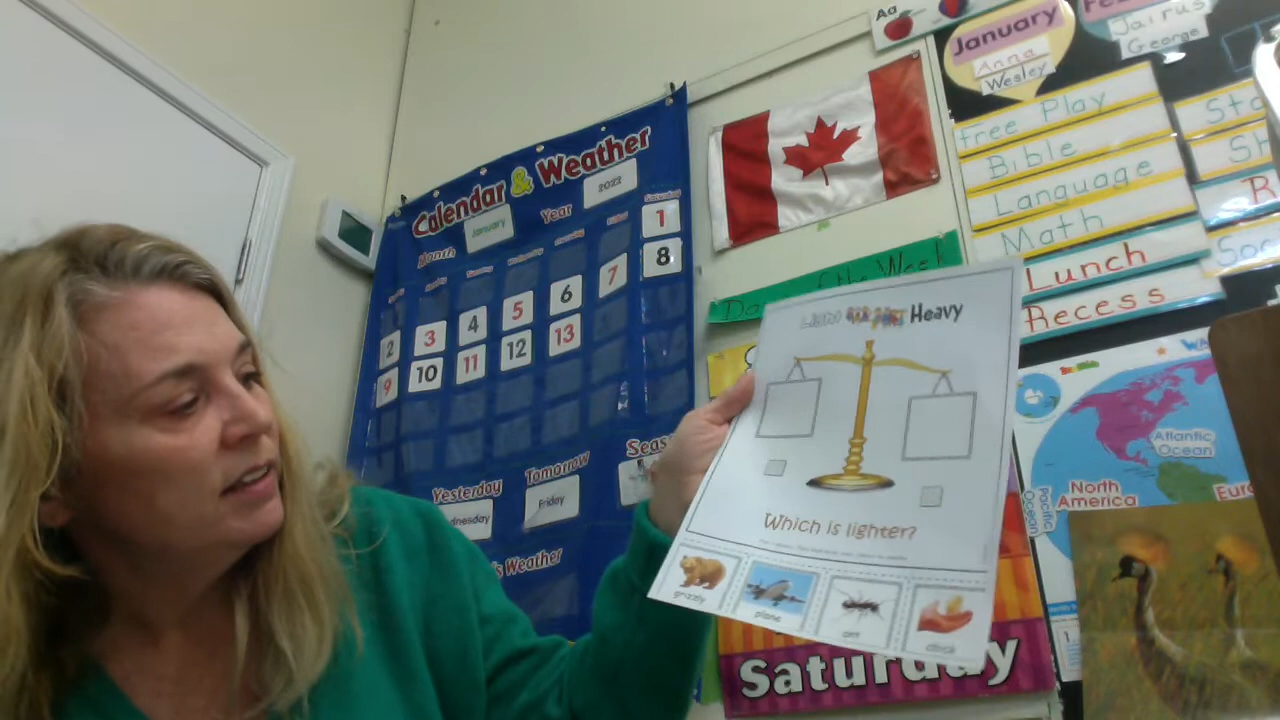 Calendar & Weather
Month
January
Year
2022
1
2 3 4 5 6 7 8
9 10 11 12 13
Yesterday
Tomorrow
Friday
Weather
Aa
January
Anna
Wesley
Jairus
George
free Play
Bible
Language
Math
Lunch
Recess
the Week
Heavy
Which is lighter?
grizzly
plane
ant
Saturday
Atlantic
Ocean
North
America
Pacific
Ocean